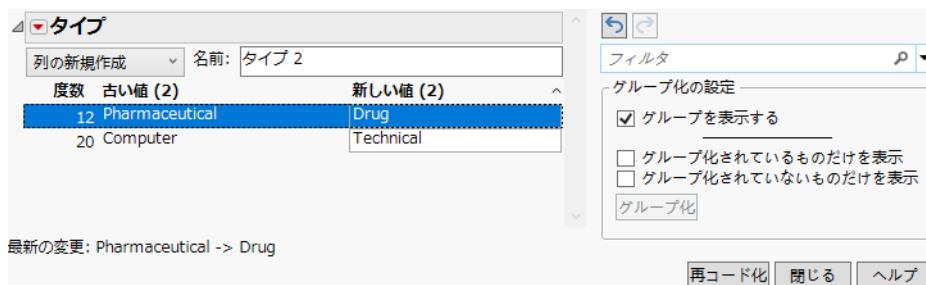 タイプ
列の新規作成 名前: タイプ 2
度数 古い値 (2) 新しい値 (2)
12 Pharmaceutical Drug
20 Computer Technical
最新の変更: Pharmaceutical -> Drug
フィルタ
グループ化の設定
グループを表示する
グループ化されているものだけを表示
グループ化されていないものだけを表示
グループ化
再コード化 閉じる ヘルプ